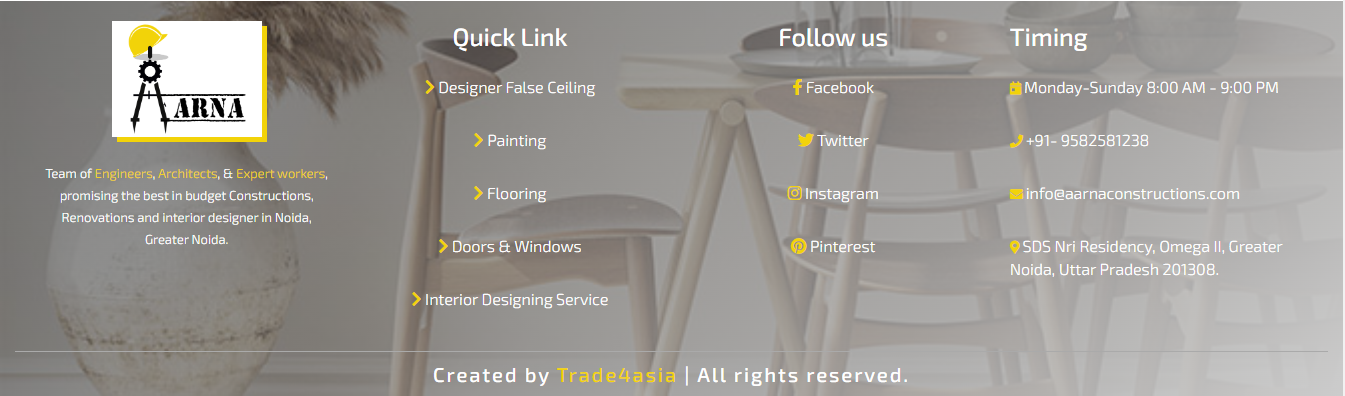 AARNA
Team of Engineers, Architects, & Expert workers,
promising the best in budget Constructions,
Renovations and interior designer in Noida,
Greater Noida.
Quick Link
Designer False Ceiling
Painting
Flooring
Doors & Windows
Interior Designing Service
Follow us
Facebook
Twitter
Instagram
Pinterest
Timing
Monday-Sunday 8:00 AM - 9:00 PM
+91- 9582581238
info@aarnaconstructions.com
SDS Nri Residency, Omega II, Greater
Noida, Uttar Pradesh 201308.
Created by Trade4asia | All rights reserved.